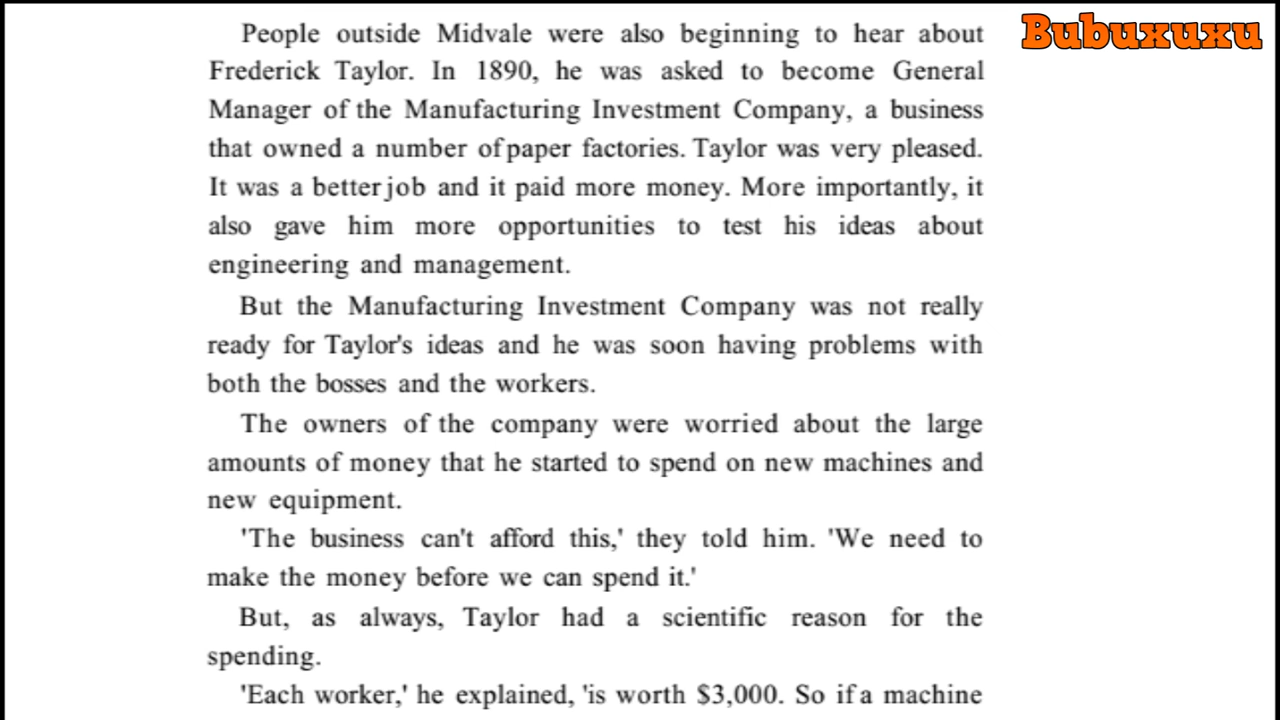 People outside Midvale were also beginning to hear about
Frederick Taylor. In 1890, he was asked to become General
Manager of the Manufacturing Investment Company, a business
that owned a number of paper factories. Taylor was very pleased.
It was a better job and it paid more money. More importantly, it
also gave him more opportunities to test his ideas about
engineering and management.
But the Manufacturing Investment Company was not really
ready for Taylor's ideas and he was soon having problems with
both the bosses and the workers.
The owners of the company were worried about the large
amounts of money that he started to spend on new machines and
new equipment.
'The business can't afford this,' they told him. 'We need to
make the money before we can spend it.'
But, as always, Taylor had a scientific reason for the
spending.
'Each worker,' he explained, 'is worth $3,000. So if a machine
Bubuxuxu